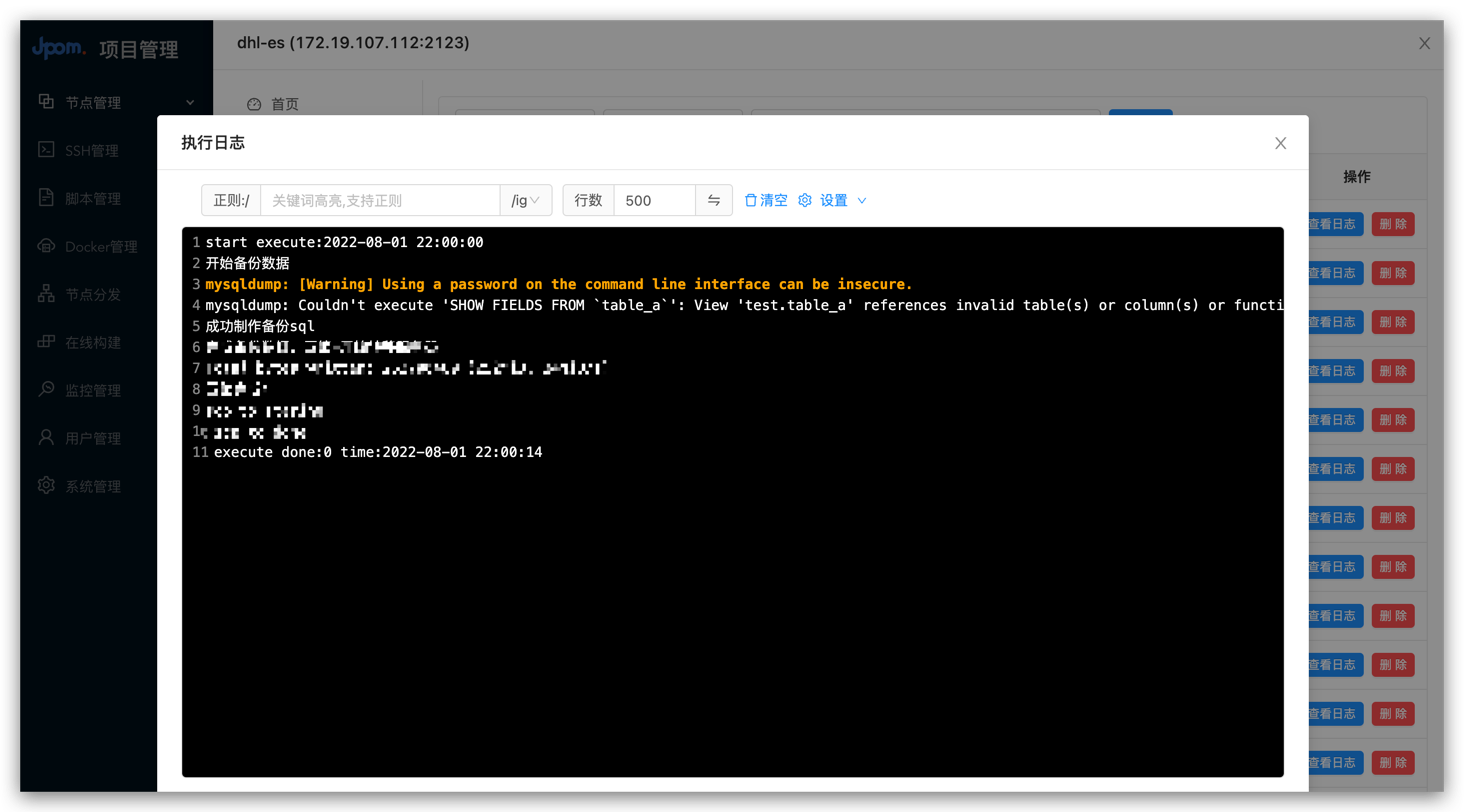 Jpom. 项目管理
dhl-es (172.19.107.112:2123)
节点管理
首页
SSH管理
脚本管理
Docker管理
节点分发
在线构建
监控管理
用户管理
系统管理
执行日志
正则:/
关键词高亮,支持正则
/ig
行数
500
清空
设置
1 start execute:2022-08-01 22:00:00
2 开始备份数据
3 mysqldump: [Warning] Using a password on the command line interface can be insecure.
4 mysqldump: Couldn't execute 'SHOW FIELDS FROM `table_a`': View 'test.table_a' references invalid table(s) or column(s) or functi
5 成功制作备份sql
6
7
8
9
11 execute done:0 time:2022-08-01 22:00:14
操作
查看日志 删 除
查看日志 删 除
查看日志 删 除
查看日志 删 除
查看日志 删 除
查看日志 删 除
查看日志 删 除
查看日志 删 除
查看日志 删 除
查看日志 删 除
查看日志 删 除
查看日志 删 除